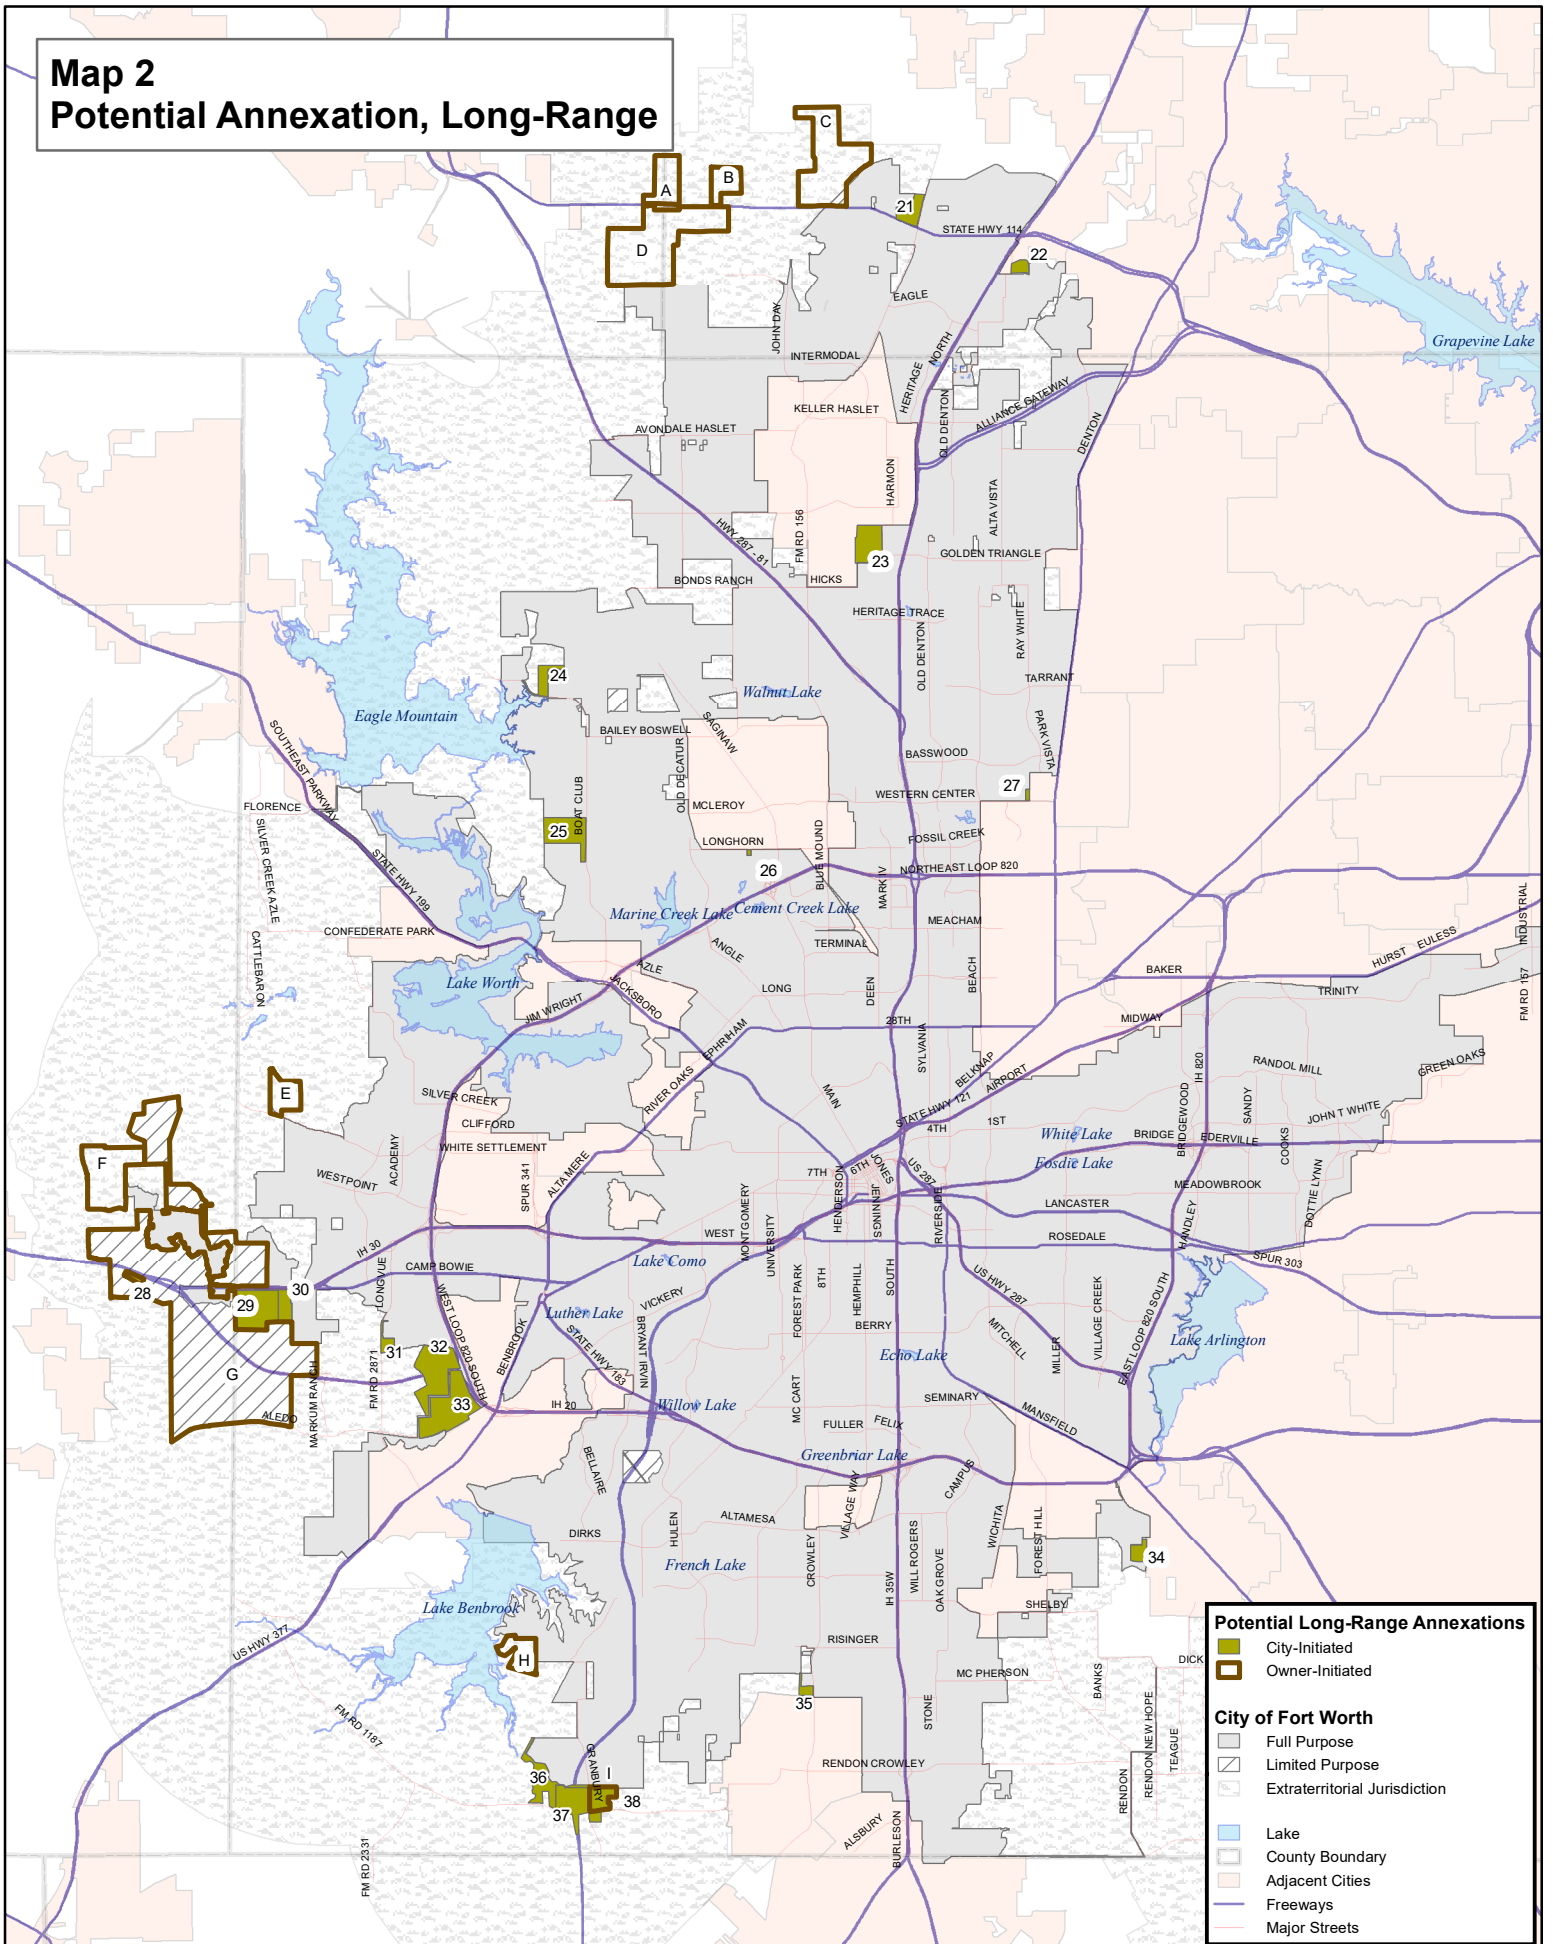 Map 2
Potential Annexation, Long-Range
C
A
B
21
STATE HWY 114
D
22
EAGLE
JOHN DAY
INTERMODAL
NORTH
HERITAGE
Grapevine Lake
KELLER HASLET
ALLIANCE GATEWAY
OLD DENTON
AVONDALE HASLET
DENTON
HARMON
ALTA VISTA
FM RD 156
HWY 287 - 81
23
GOLDEN TRIANGLE
BONDS RANCH
HICKS
HERITAGE TRACE
RAY WHITE
OLD DENTON
24
TARRANT
Walnut Lake
Eagle Mountain
SAGINAW
BAILEY BOSWELL
PARK VISTA
SOUTHEAST PARKWAY
BASSWOOD
OLD DECATUR
27
WESTERN CENTER
FLORENCE
MCLEROY
BOAT CLUB
25
SILVER CREEK AZLE
LONGHORN
BLUE MOUND
FOSSIL CREEK
STATE HWY 199
26
NORTHEAST LOOP 820
MARK IV
Marine Creek Lake
Cement Creek Lake
MEACHAM
INDUSTRIAL
CONFEDERATE PARK
ANGLE
TERMINAL
HURST
EULESS
CATTLEBARON
AZLE
BEACH
BAKER
Lake Worth
JACKSBORO
LONG
DEEN
TRINITY
FM RD 157
JIM WRIGHT
28TH
MIDWAY
EPHRIHAM
SYLVANIA
BELKNAP
IH 820
RANDOL MILL
GREEN OAKS
E
SILVER CREEK
RIVER OAKS
MAIN
AIRPORT
STATE HWY 121
SANDY
JOHN T WHITE
CLIFFORD
1ST
4TH
White Lake
BRIDGE
BRIDGEWOOD
EDERVILLE
COOKS
WHITE SETTLEMENT
ACADEMY
F
Fosdic Lake
WESTPOINT
SPUR 341
ALTA MERE
7TH
6TH
JONES
US 287
MEADOWBROOK
HENDERSON
JENNINGS
RIVERSIDE
LANCASTER
DOTTIE LYNN
MONTGOMERY
UNIVERSITY
WEST
HANDLEY
ROSEDALE
IH 30
SPUR 303
Lake Como
CAMP BOWIE
LONGVUE
8TH
SOUTH
US HWY 287
28
30
29
FOREST PARK
HEMPHILL
VICKERY
Luther Lake
WEST LOOP 820 SOUTH
BENBROOK
STATE HWY 183
BRYANT IRVIN
BERRY
MITCHELL
VILLAGE CREEK
EAST LOOP 820 SOUTH
Lake Arlington
31
32
FM RD 2871
Echo Lake
MILLER
G
MARKUM RANCH
33
IH 20
Willow Lake
MC CART
SEMINARY
MANSFIELD
ALEDO
FULLER
FELIX
Greenbriar Lake
BELLAIRE
CAMPUS
VILLAGE WAY
WICHITA
FOREST HILL
HULEN
ALTAMESA
DIRKS
34
French Lake
CROWLEY
WILL ROGERS
OAK GROVE
IH 35W
Lake Benbrook
SHELBY
US HWY 377
RISINGER
H
MC PHERSON
BANKS
DICK
35
STONE
RENDON NEW HOPE
TEAGUE
FM RD 1187
GRANBURY
RENDON CROWLEY
36
I
38
37
RENDON
ALSBURY
BURLESON
FM RD 2331
Potential Long-Range Annexations
City-Initiated
Owner-Initiated
City of Fort Worth
Full Purpose
Limited Purpose
Extraterritorial Jurisdiction
Lake
County Boundary
Adjacent Cities
Freeways
Major Streets